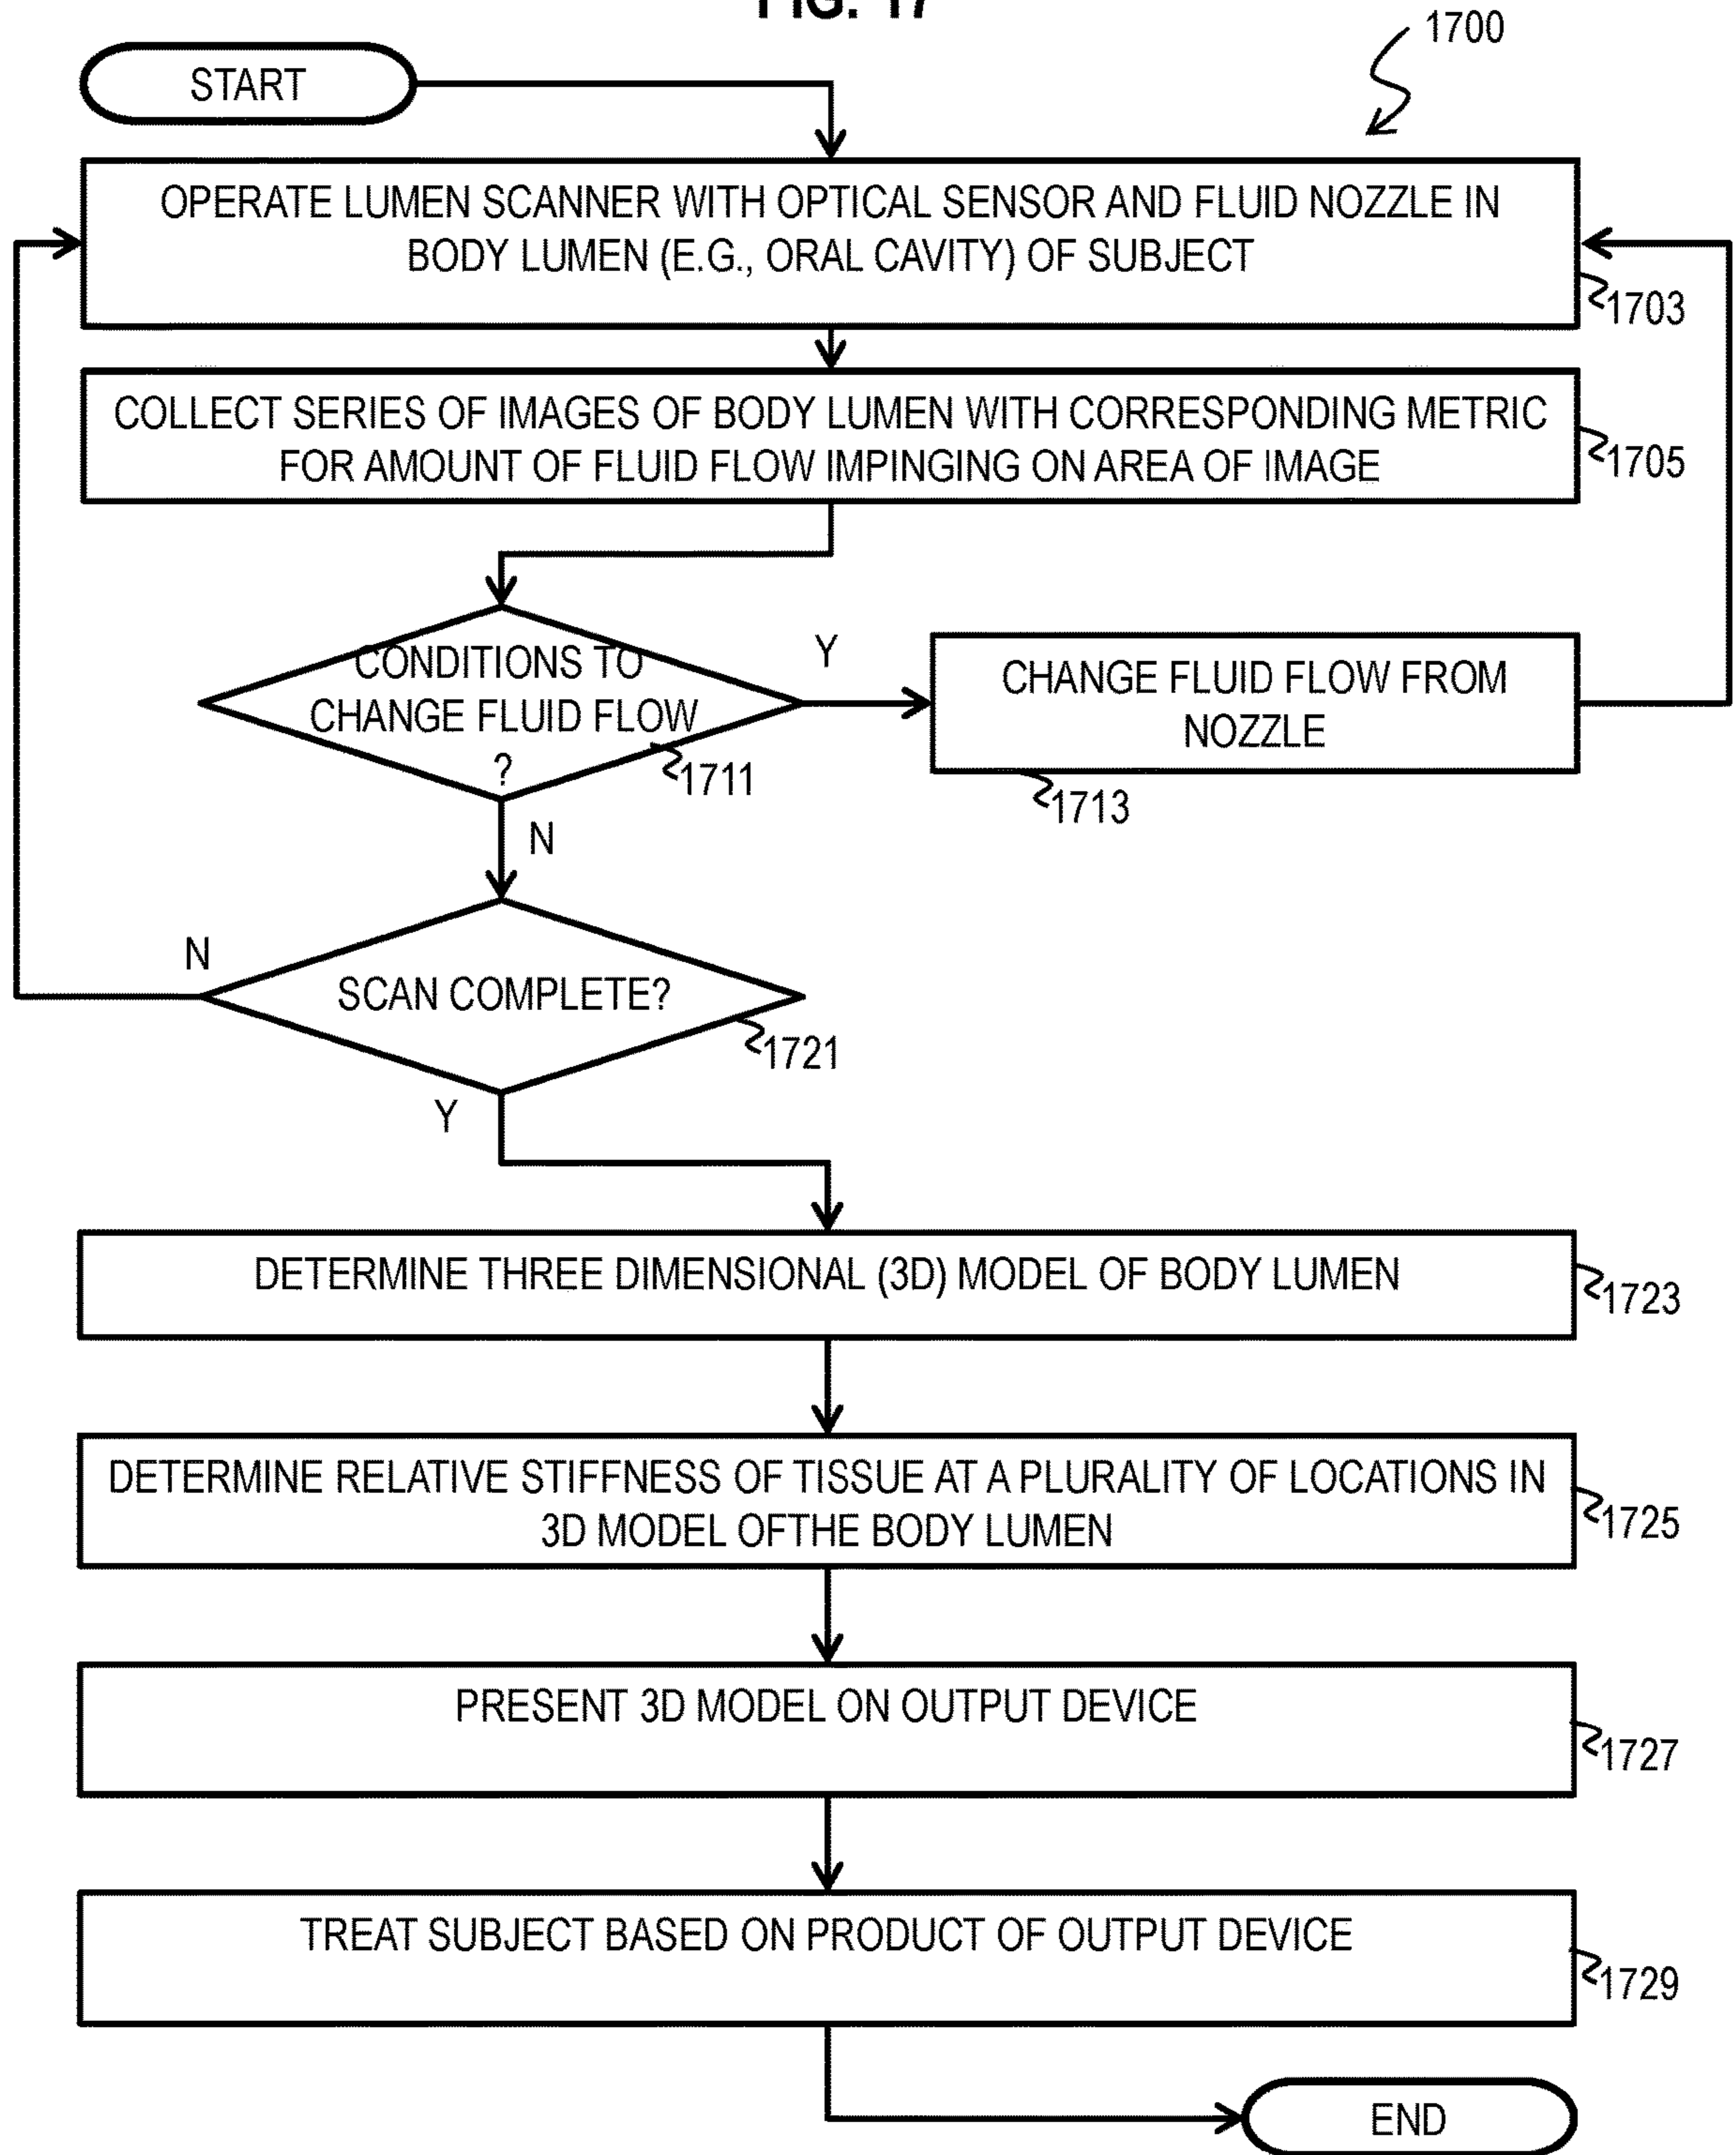 FIG. 17
1700
START
OPERATE LUMEN SCANNER WITH OPTICAL SENSOR AND FLUID NOZZLE IN
BODY LUMEN (E.G., ORAL CAVITY) OF SUBJECT
1703
COLLECT SERIES OF IMAGES OF BODY LUMEN WITH CORRESPONDING METRIC
FOR AMOUNT OF FLUID FLOW IMPINGING ON AREA OF IMAGE
1705
CONDITIONS TO
CHANGE FLUID FLOW
?
1711
Y
CHANGE FLUID FLOW FROM
NOZZLE
1713
N
N
SCAN COMPLETE?
1721
Y
DETERMINE THREE DIMENSIONAL (3D) MODEL OF BODY LUMEN
1723
DETERMINE RELATIVE STIFFNESS OF TISSUE AT A PLURALITY OF LOCATIONS IN
3D MODEL OFTHE BODY LUMEN
1725
PRESENT 3D MODEL ON OUTPUT DEVICE
1727
TREAT SUBJECT BASED ON PRODUCT OF OUTPUT DEVICE
1729
END